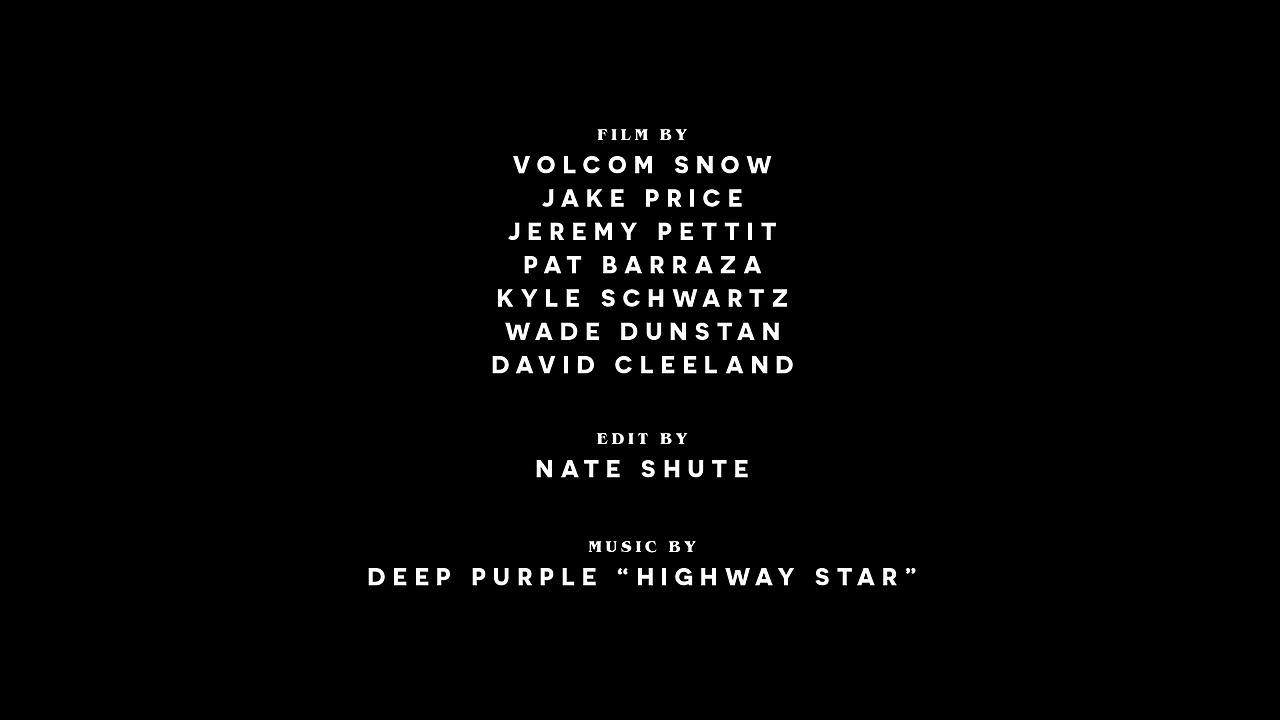 FILM BY
VOLCOM SNOW
JAKE PRICE
JEREMY PETTIT
PAT BARRAZA
KYLE SCHWARTZ
WADE DUNSTAN
DAVID CLEELAND
EDIT BY
NATE SHUTE
MUSIC BY
DEEP PURPLE “HIGHWAY STAR”